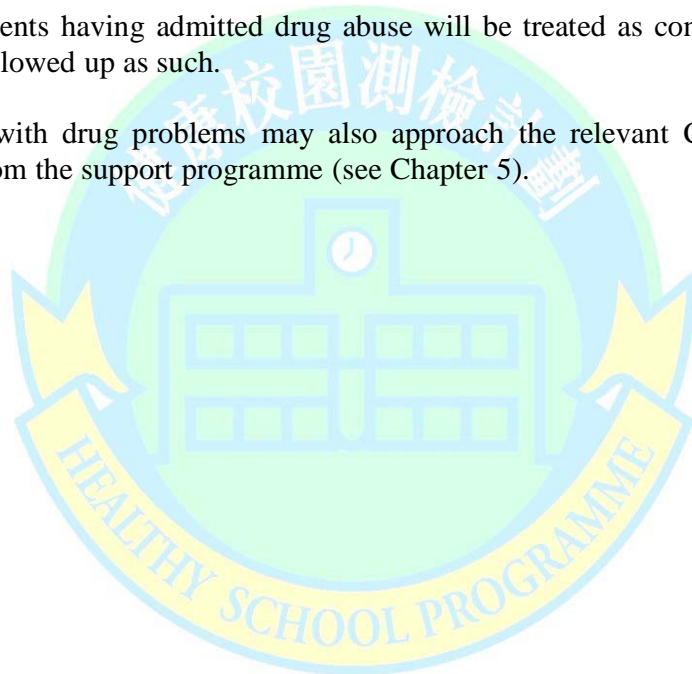 ents having admitted drug abuse will be treated as con
llowed up as such.
with drug problems may also approach the relevant C
om the support programme (see Chapter 5).
健康校園測檢計劃
HEALTHY SCHOOL PROGRAMME